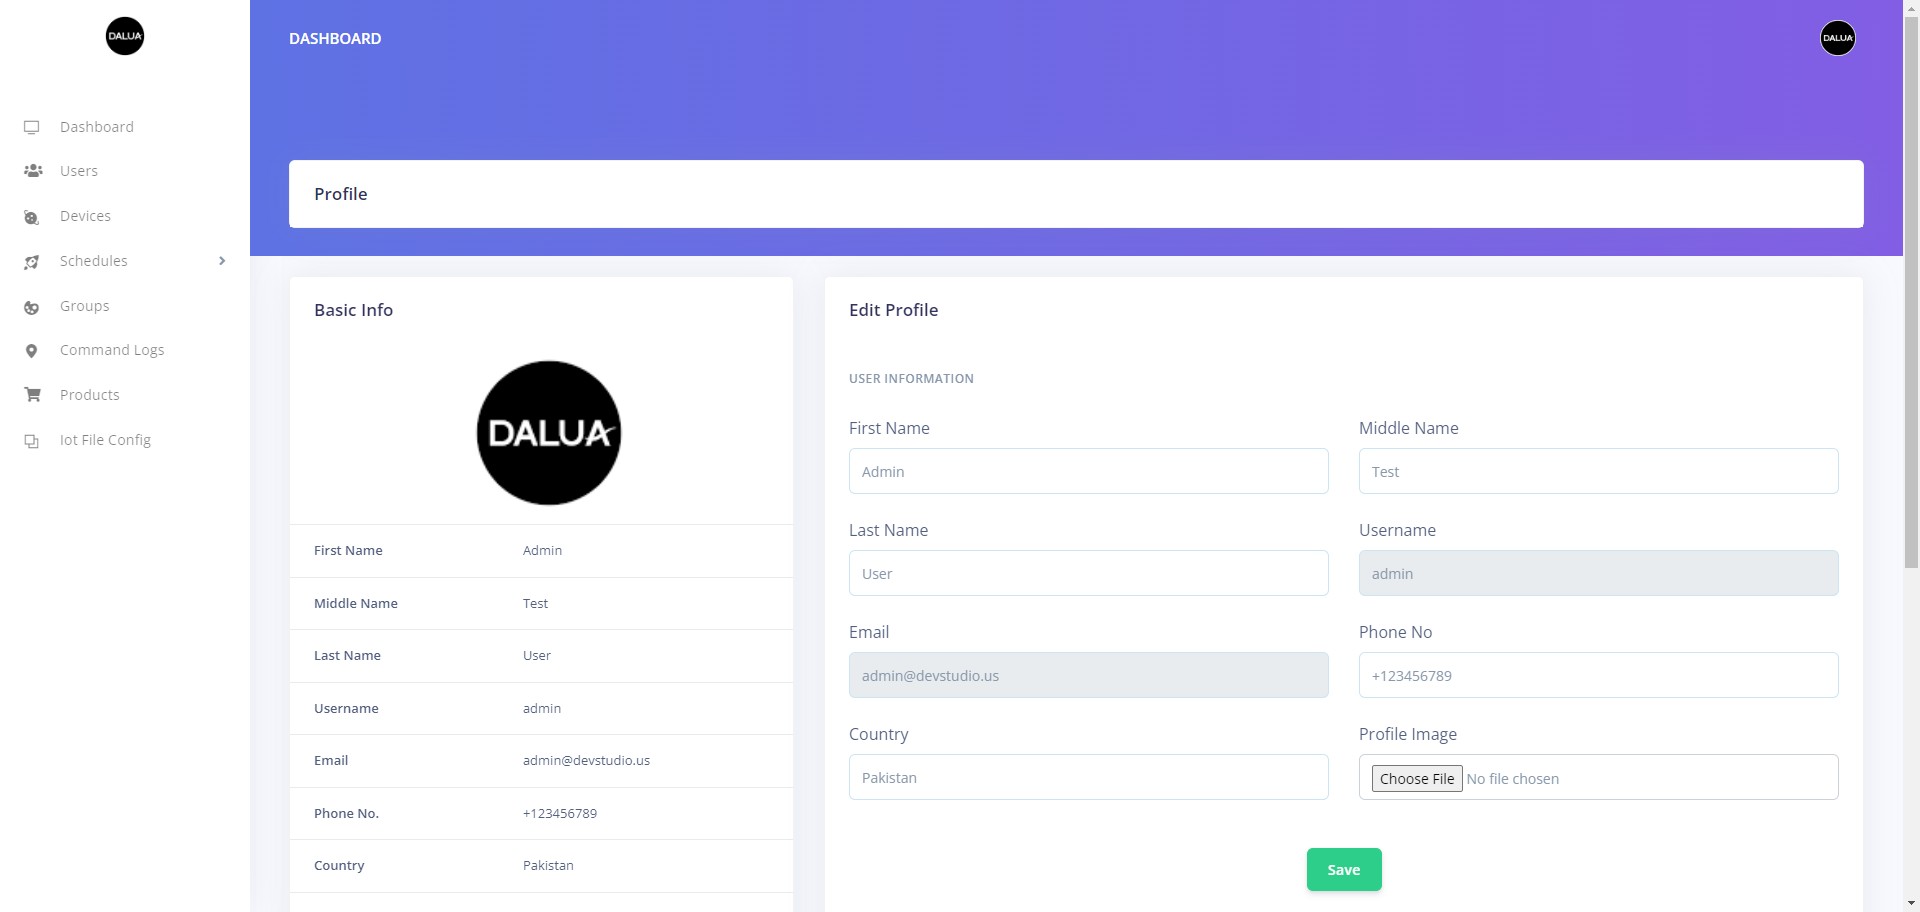 DALUA
Dashboard
Users
Devices
Schedules
Groups
Command Logs
Products
Iot File Config
DASHBOARD
DALUA
Profile
Basic Info
DALUA
First Name Admin
Middle Name Test
Last Name User
Username admin
Email admin@devstudio.us
Phone No. +123456789
Country Pakistan
Edit Profile
USER INFORMATION
First Name
Admin
Middle Name
Test
Last Name
User
Username
admin
Email
admin@devstudio.us
Phone No
+123456789
Country
Pakistan
Profile Image
Choose File No file chosen
Save